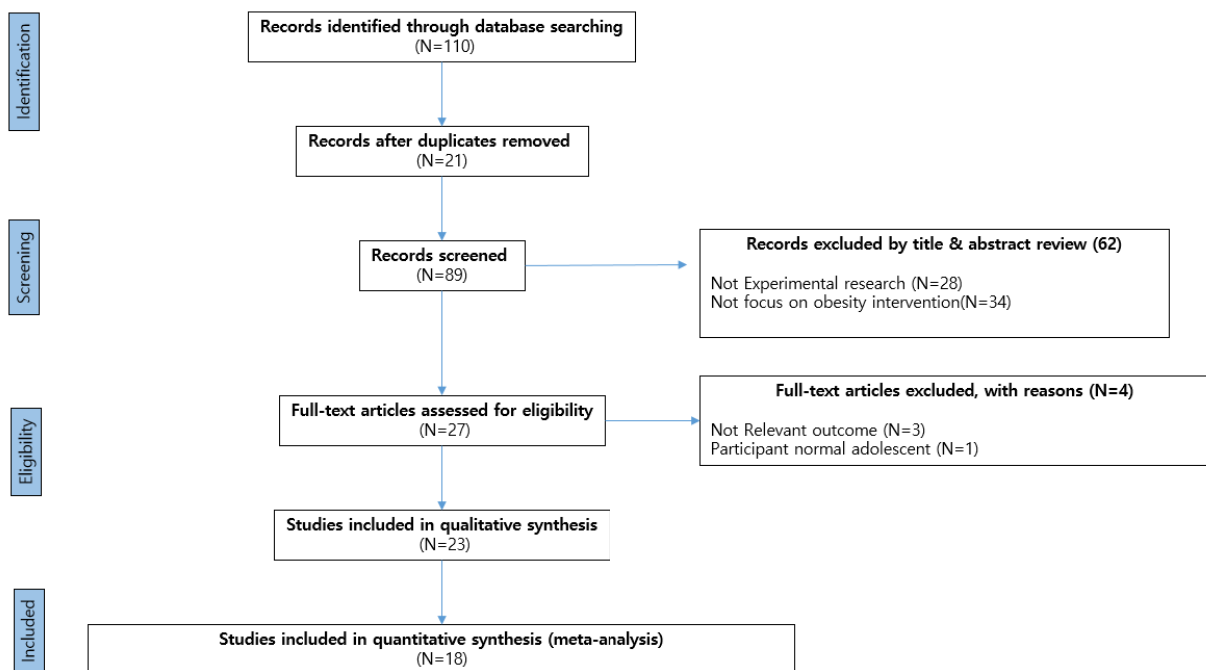 Identification
Records identified through database searching
(N=110)
Records after duplicates removed
(N=21)
Screening
Records screened
(N=89)
Records excluded by title & abstract review (62)
Not Experimental research (N=28)
Not focus on obesity intervention(N=34)
Eligibility
Full-text articles assessed for eligibility
(N=27)
Full-text articles excluded, with reasons (N=4)
Not Relevant outcome (N=3)
Participant normal adolescent (N=1)
Studies included in qualitative synthesis
(N=23)
Included
Studies included in quantitative synthesis (meta-analysis)
(N=18)